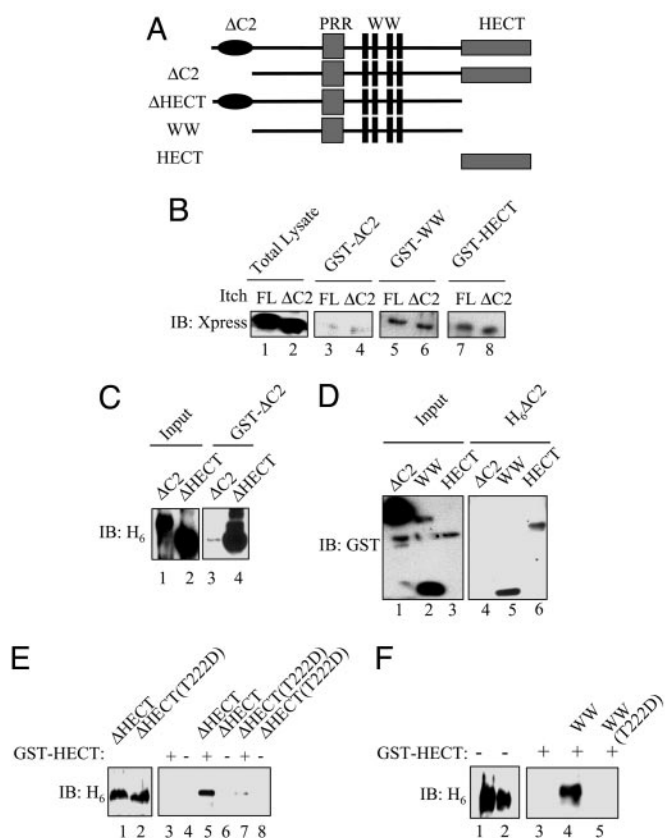 A
ΔC2 PRR WW HECT
ΔC2
ΔHECT
WW
HECT
B
Total Lysate GST-ΔC2 GST-WW GST-HECT
Itch FL ΔC2 FL ΔC2 FL ΔC2 FL ΔC2
IB: Xpress
1 2 3 4 5 6 7 8
C
Input GST-ΔC2
ΔC2 ΔHECT ΔC2 ΔHECT
IB: H6
1 2 3 4
D
Input H6ΔC2
ΔC2 WW HECT ΔC2 WW HECT
IB: GST
1 2 3 4 5 6
E
ΔHECT ΔHECT(T222D) ΔHECT ΔHECT ΔHECT(T222D) ΔHECT(T222D)
GST-HECT: + - + - + -
IB: H6
1 2 3 4 5 6 7 8
F
WW WW (T222D)
GST-HECT: - - + + +
IB: H6
1 2 3 4 5